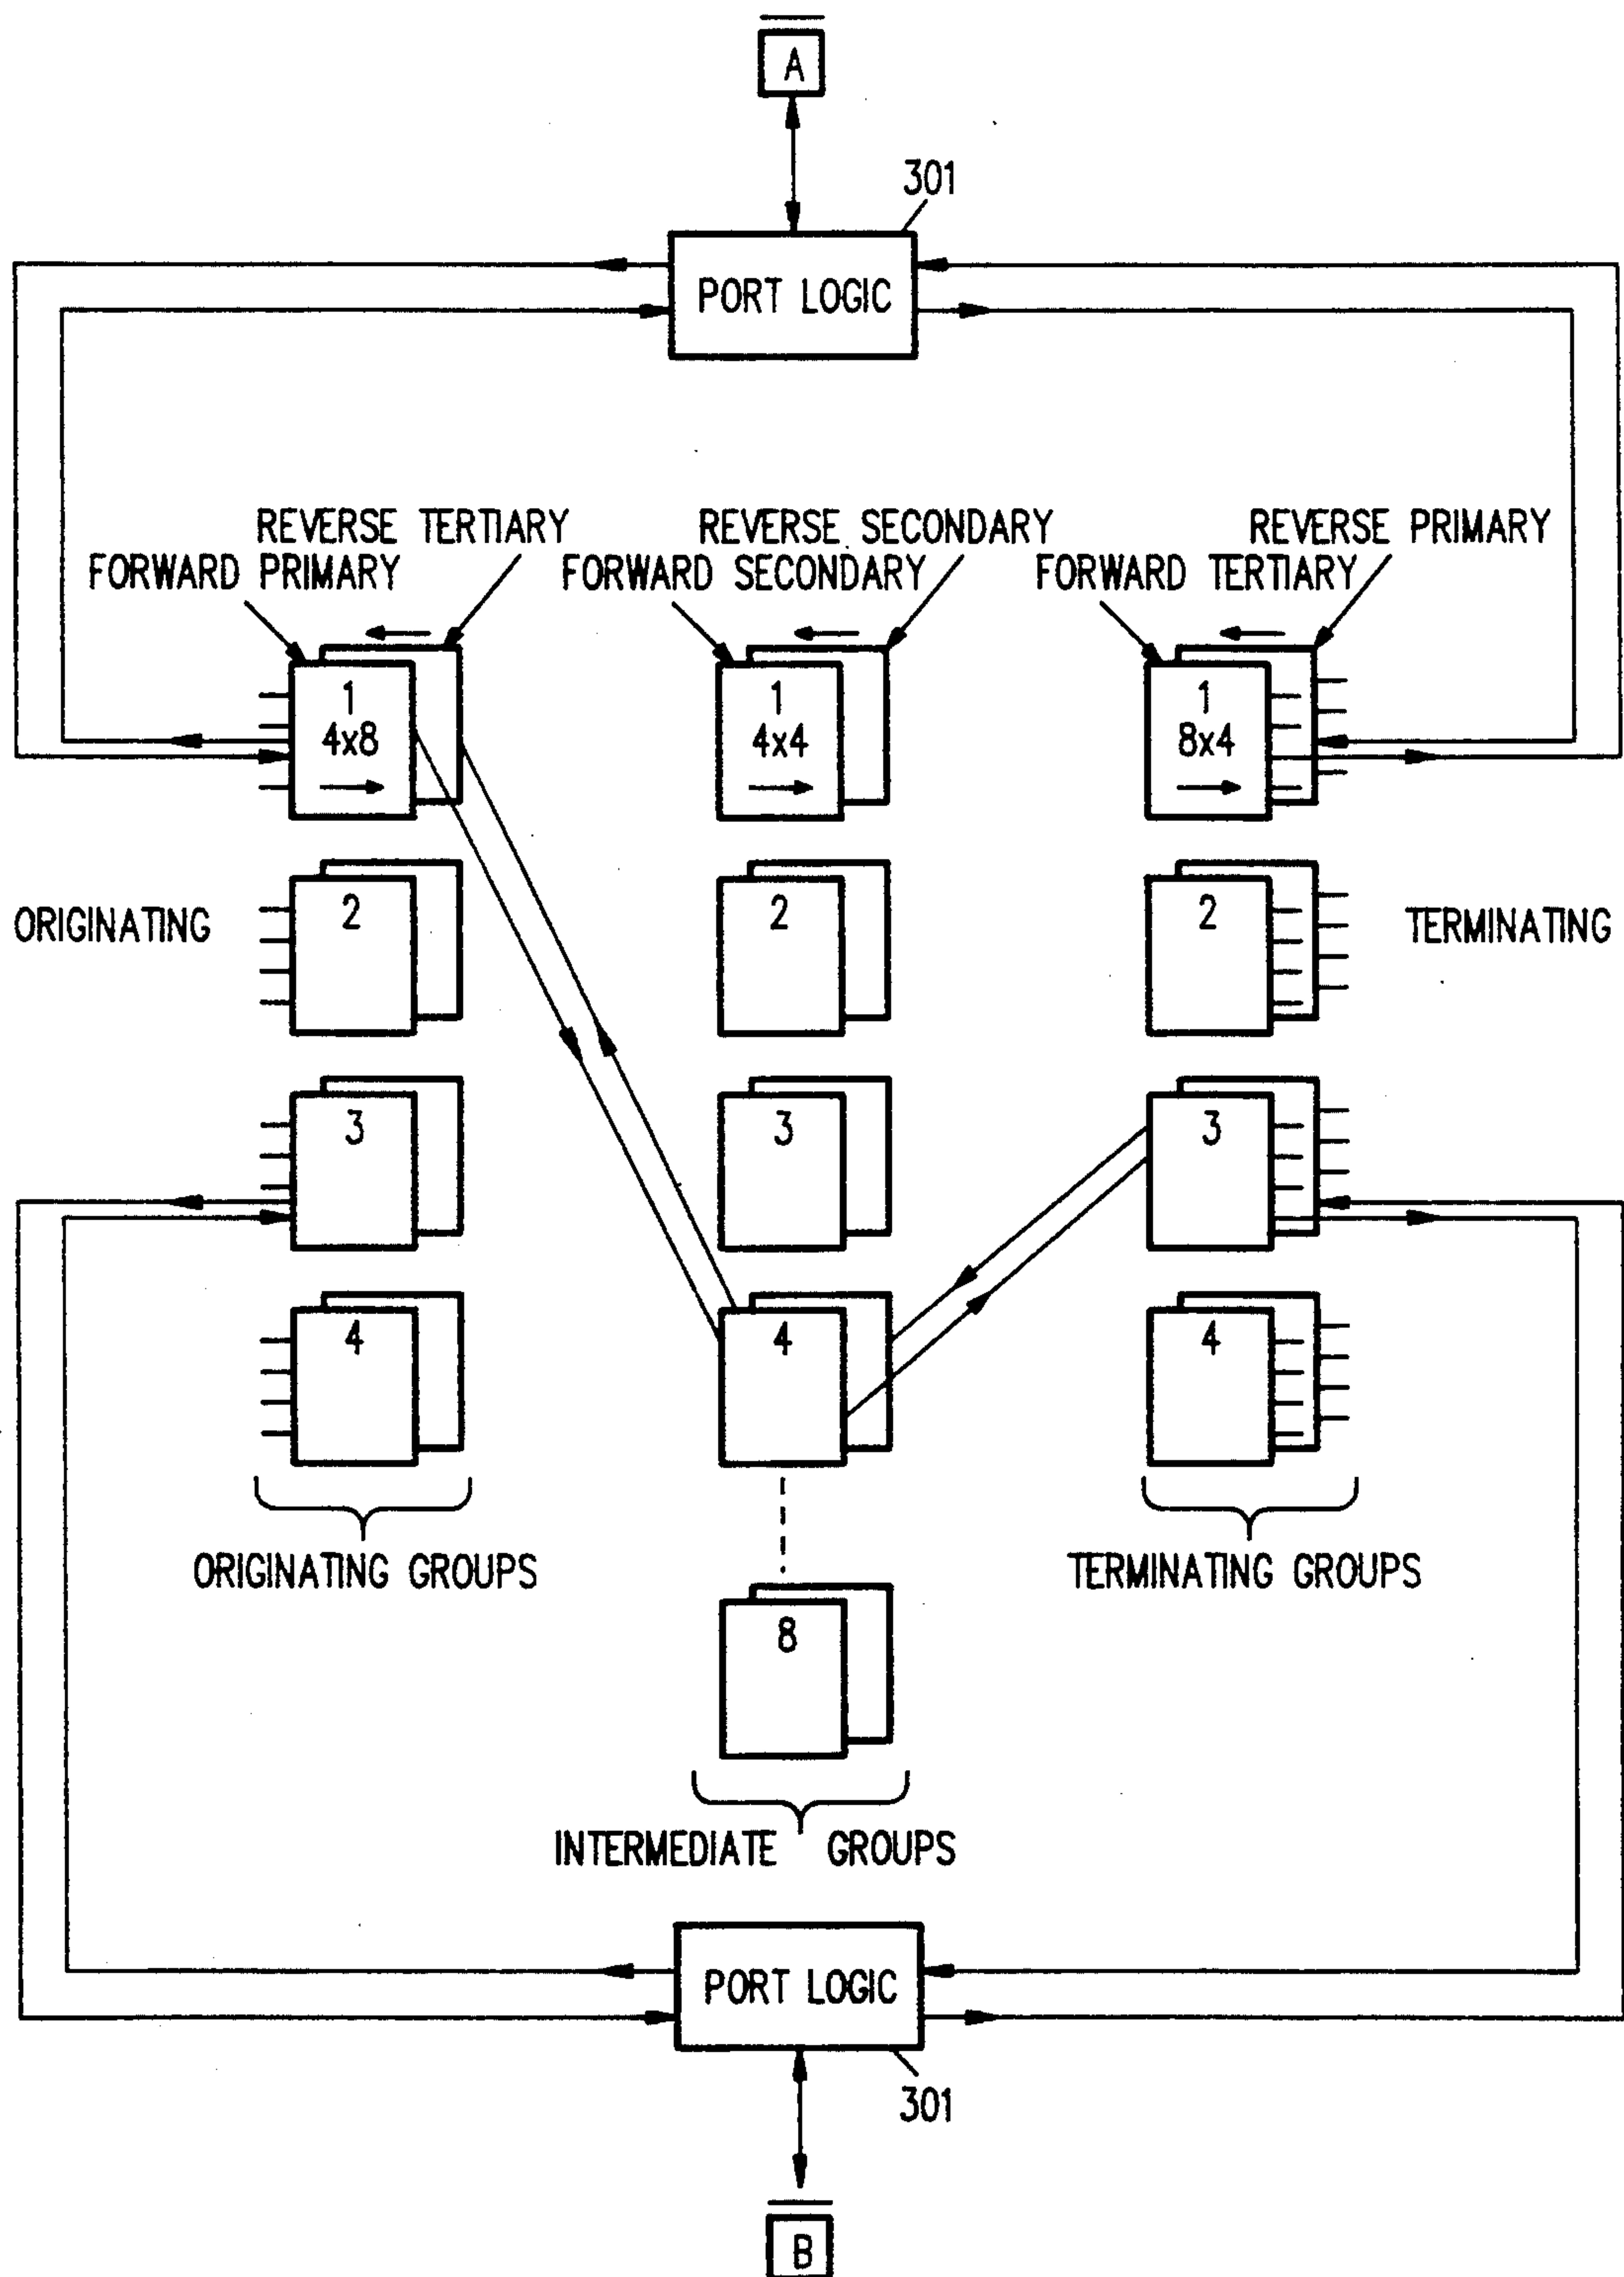 A
301
PORT LOGIC
REVERSE TERTIARY
REVERSE SECONDARY
REVERSE PRIMARY
FORWARD PRIMARY
FORWARD SECONDARY
FORWARD TERTIARY
1
4x8
1
4x4
1
8x4
ORIGINATING
2
2
2
TERMINATING
3
3
3
4
4
4
ORIGINATING GROUPS
TERMINATING GROUPS
8
INTERMEDIATE GROUPS
PORT LOGIC
301
B